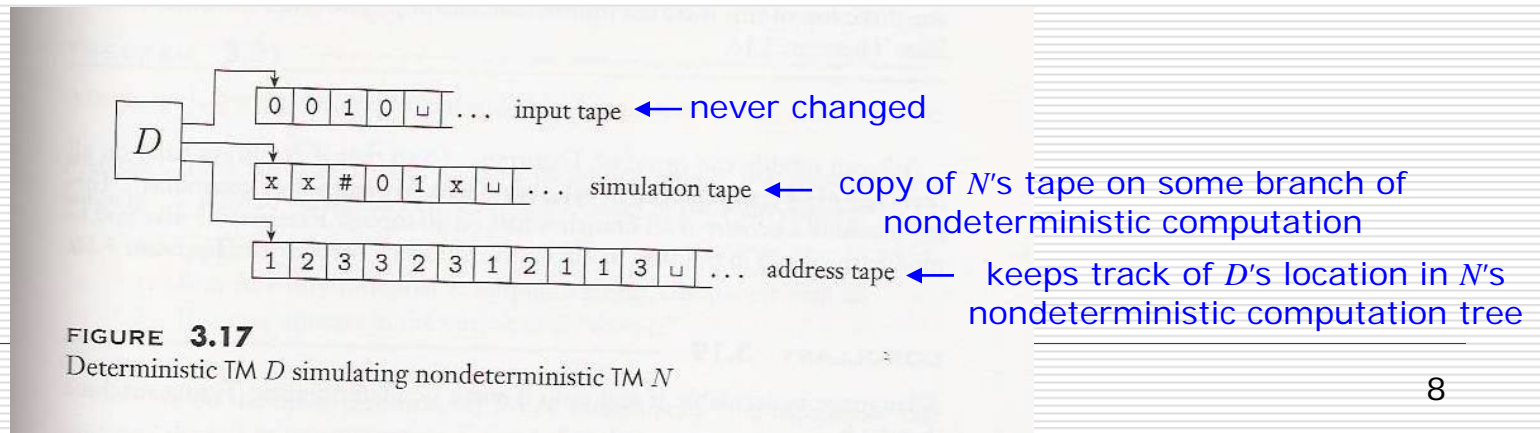 D
0 0 1 0 ⊔ ... input tape ← never changed
x x # 0 1 x ⊔ ... simulation tape ← copy of N's tape on some branch of
nondeterministic computation
1 2 3 3 2 3 1 2 1 1 3 ⊔ ... address tape ← keeps track of D's location in N's
nondeterministic computation tree
FIGURE 3.17
Deterministic TM D simulating nondeterministic TM N
8